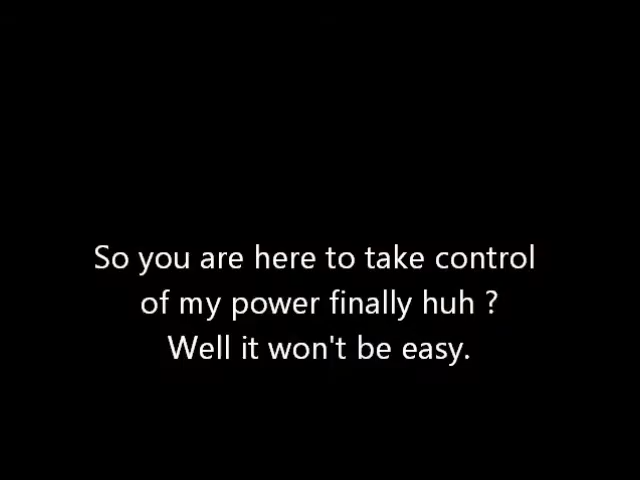 So you are here to take control
of my power finally huh ?
Well it won't be easy.